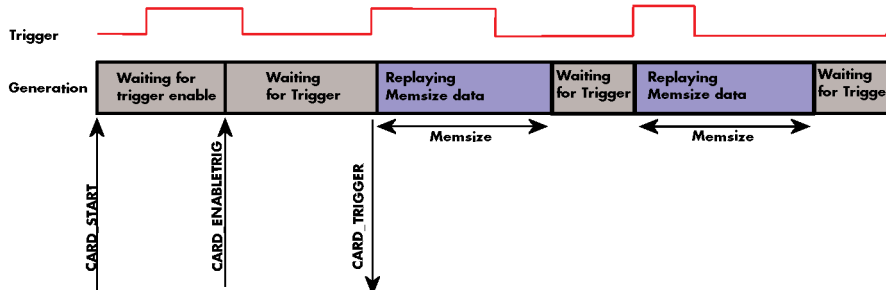 Trigger
Generation
Waiting for
trigger enable
Waiting
for Trigger
Replaying
Memsize data
Waiting
for Trigger
Replaying
Memsize data
Waiting
for Trigge
Memsize
Memsize
CARD_START
CARD_ENABLETRIG
CARD_TRIGGER